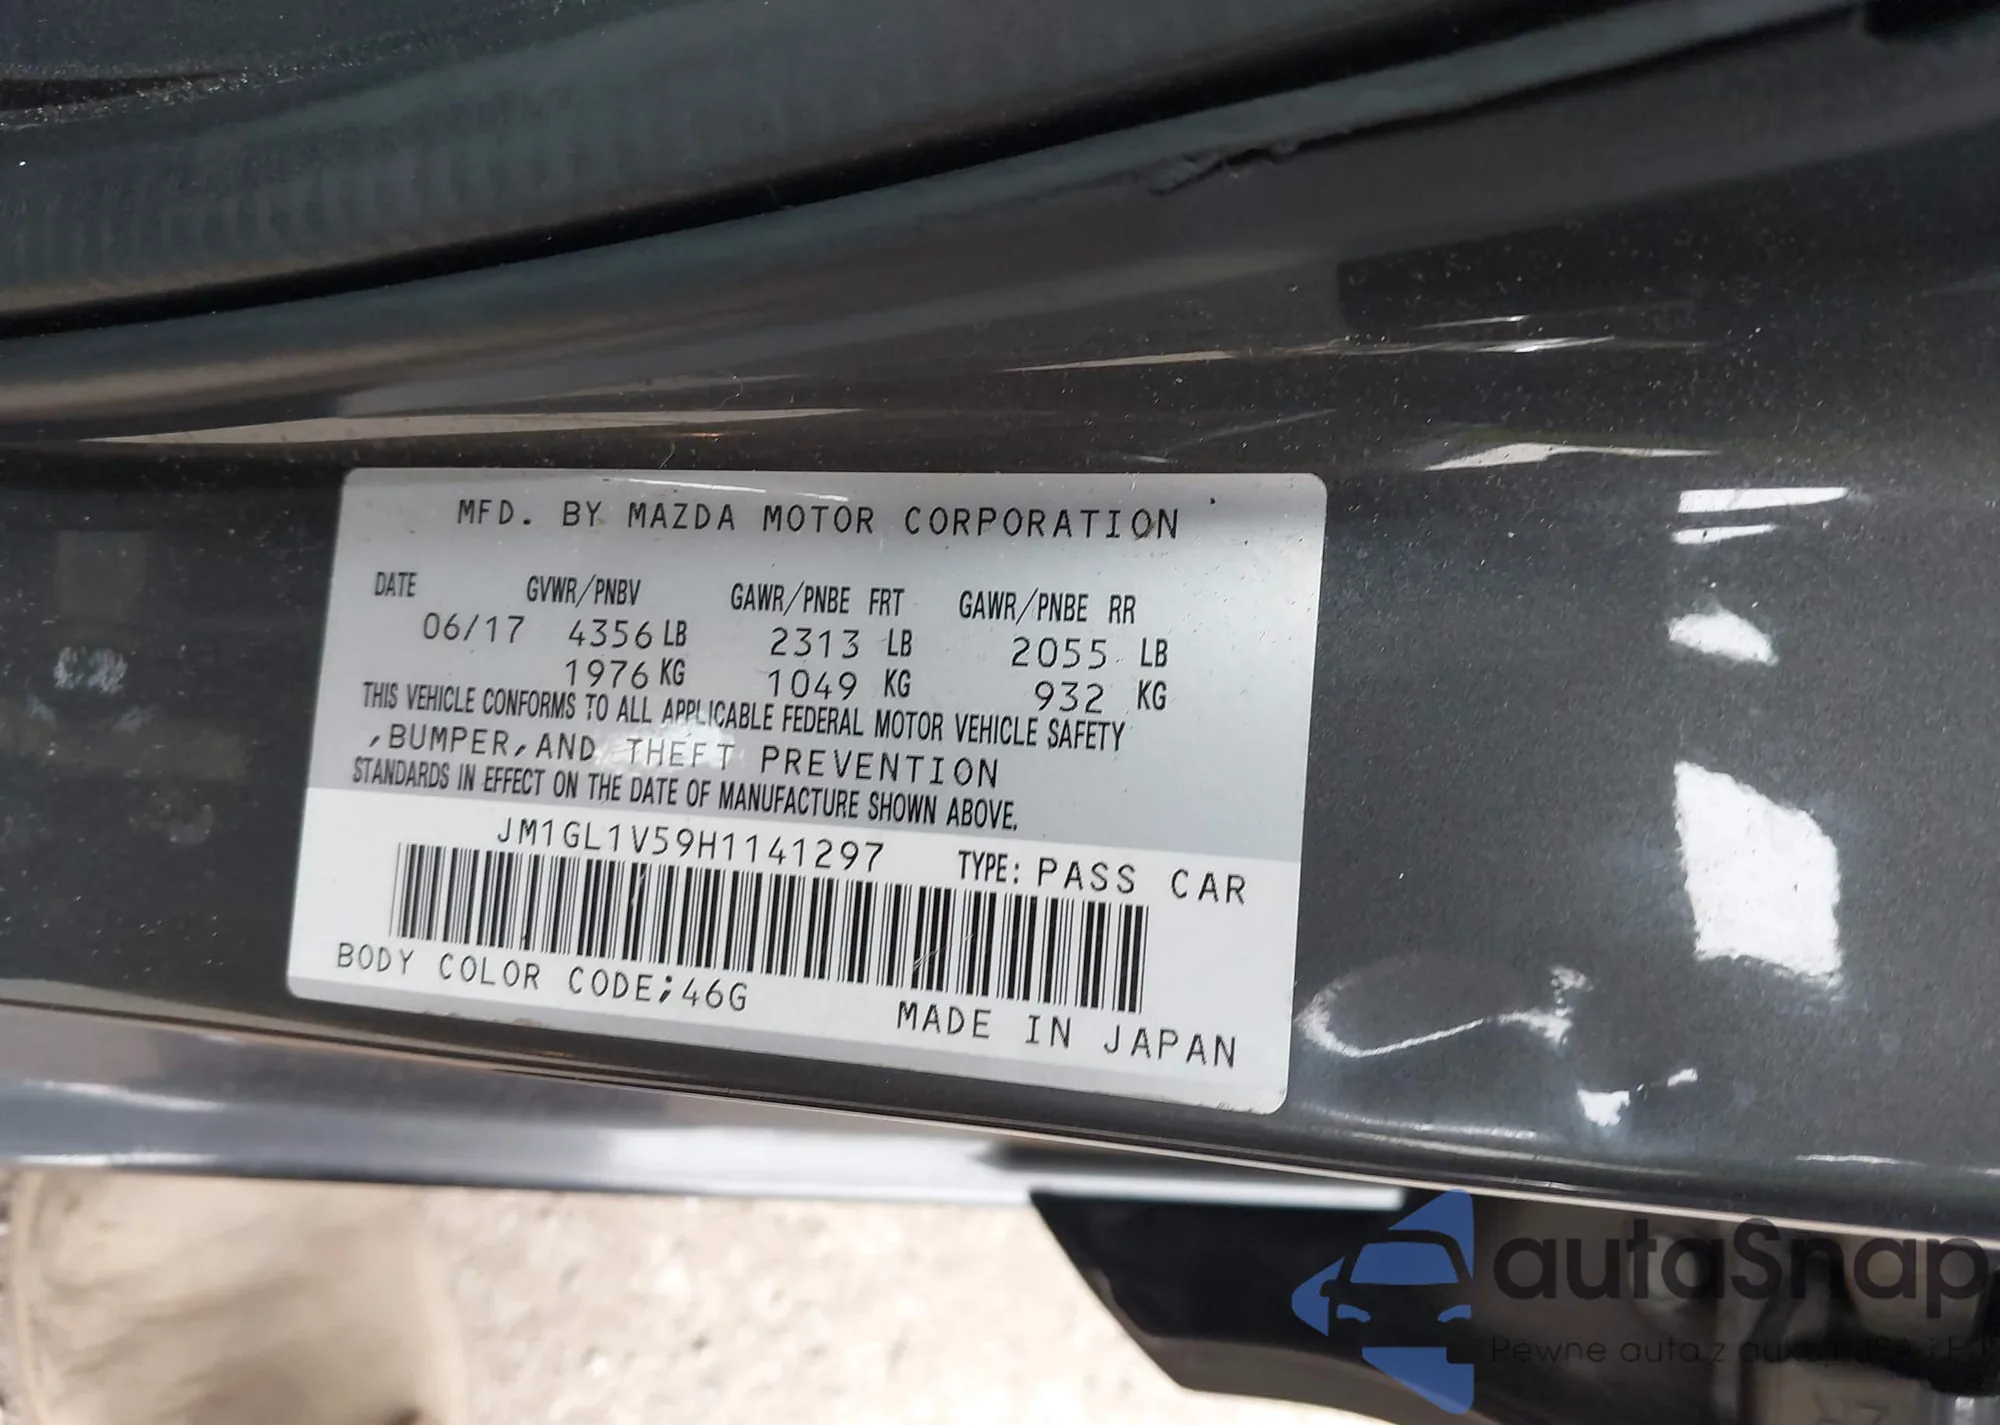 MFD. BY MAZDA MOTOR CORPORATION
DATE GVWR/PNBV GAWR/PNBE FRT GAWR/PNBE RR
06/17 4356 LB 2313 LB 2055 LB
1976 KG 1049 KG 932 KG
THIS VEHICLE CONFORMS TO ALL APPLICABLE FEDERAL MOTOR VEHICLE SAFETY
,BUMPER,AND THEFT PREVENTION
STANDARDS IN EFFECT ON THE DATE OF MANUFACTURE SHOWN ABOVE.
JM1GL1V59H1141297 TYPE: PASS CAR
BODY COLOR CODE;46G
MADE IN JAPAN
autaSnap
Pewne auta z